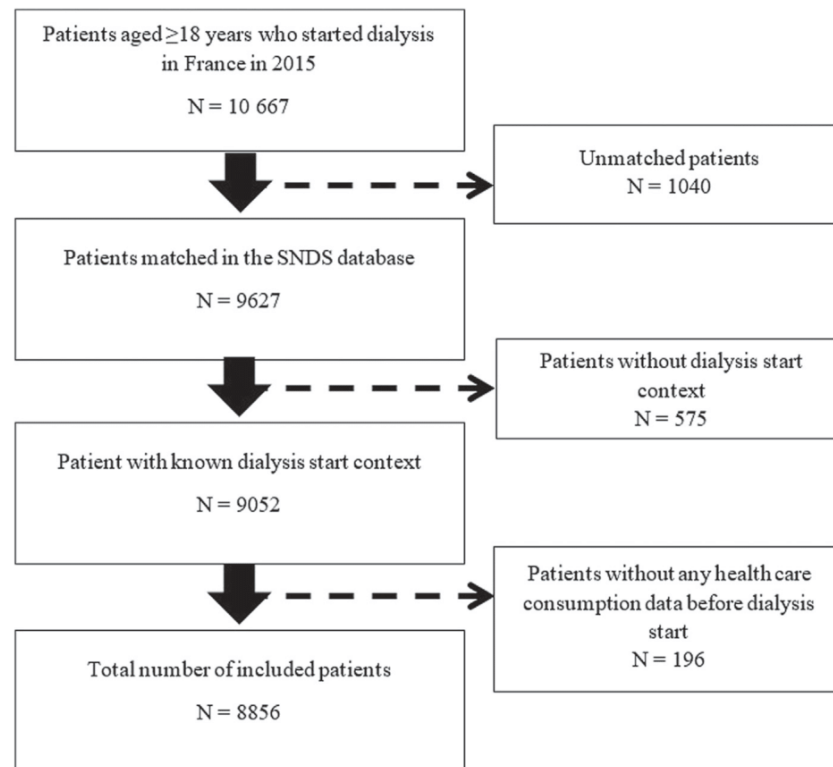 Patients aged ≥18 years who started dialysis
in France in 2015
N = 10 667
Unmatched patients
N = 1040
Patients matched in the SNDS database
N = 9627
Patients without dialysis start
context
N = 575
Patient with known dialysis start context
N = 9052
Patients without any health care
consumption data before dialysis
start
N = 196
Total number of included patients
N = 8856